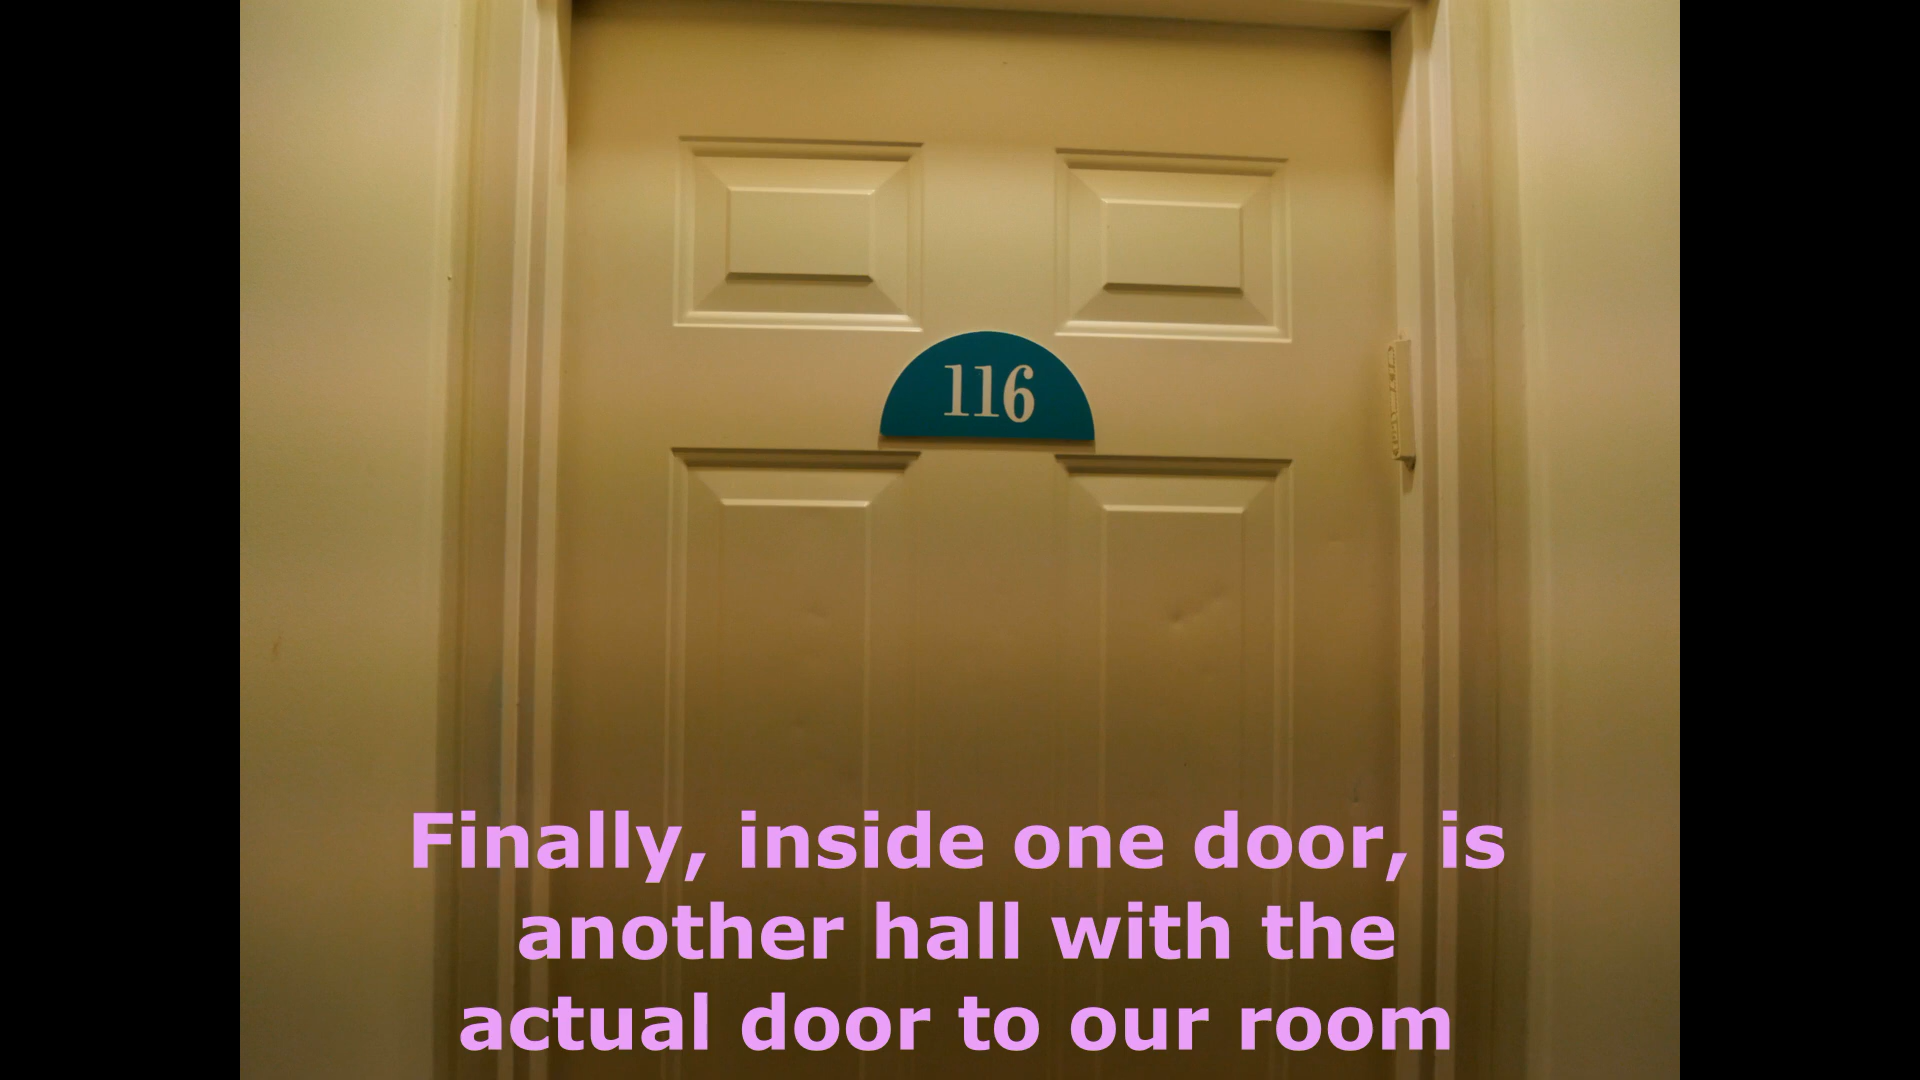 116
Finally, inside one door, is
another hall with the
actual door to our room